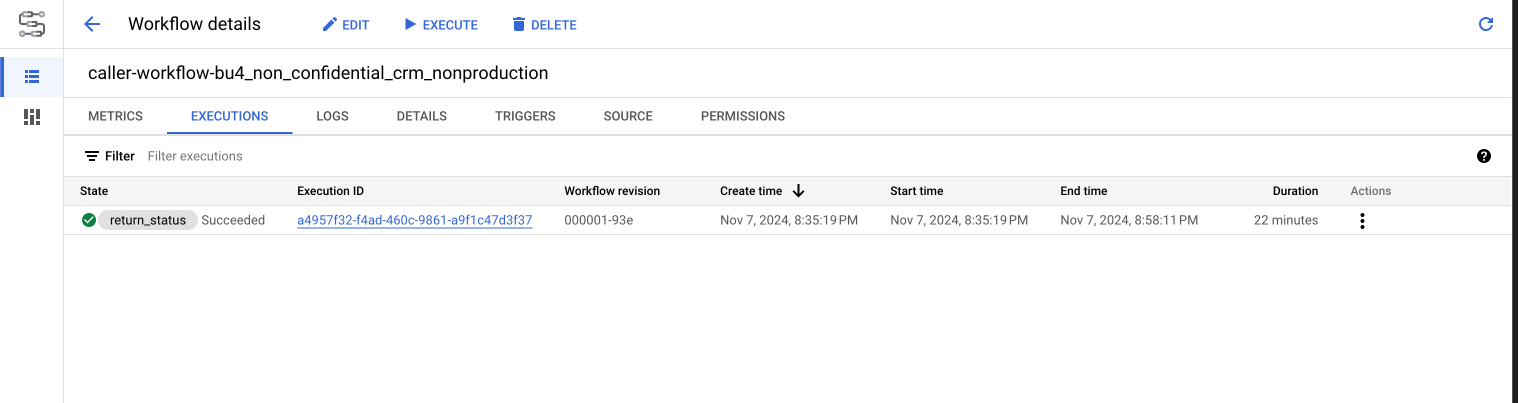 Workflow details EDIT EXECUTE DELETE
caller-workflow-bu4_non_confidential_crm_nonproduction
METRICS EXECUTIONS LOGS DETAILS TRIGGERS SOURCE PERMISSIONS
Filter Filter executions
State Execution ID Workflow revision Create time Start time End time Duration Actions
return_status Succeeded a4957f32-f4ad-460c-9861-a9f1c47d3f37 000001-93e Nov 7, 2024, 8:35:19 PM Nov 7, 2024, 8:35:19 PM Nov 7, 2024, 8:58:11 PM 22 minutes